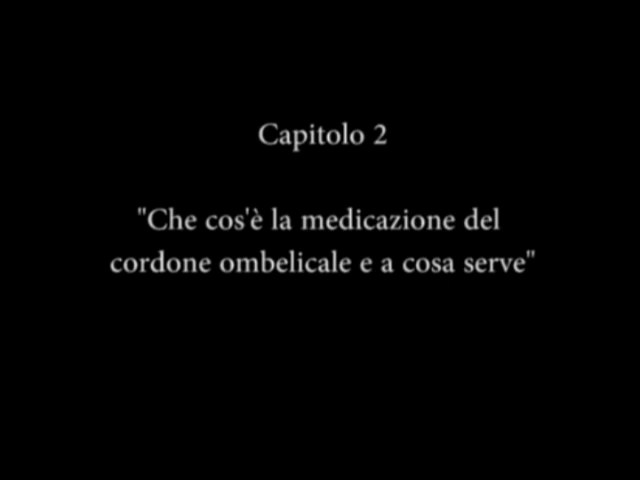 Capitolo 2
"Che cos'è la medicazione del
cordone ombelicale e a cosa serve"